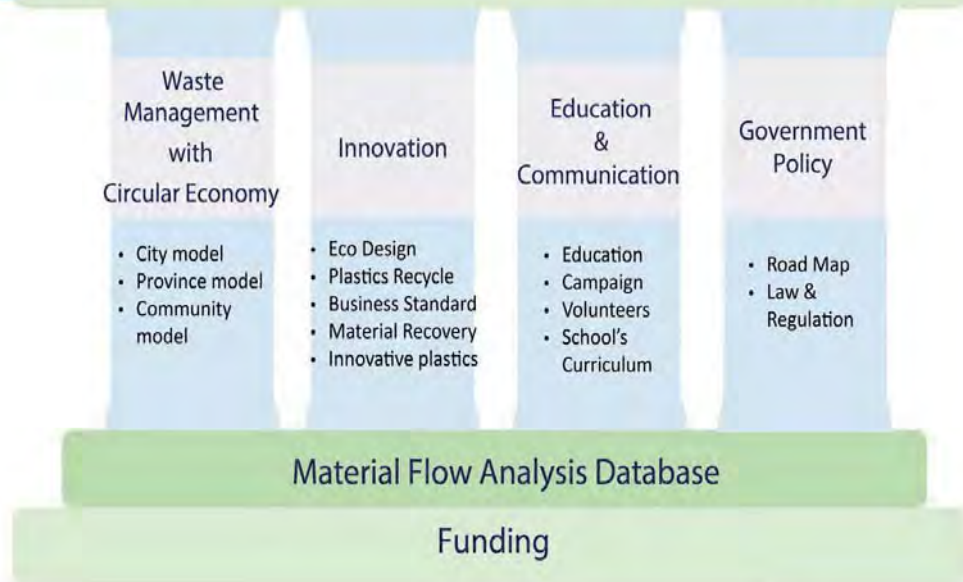 Waste
Management
with
Circular Economy
• City model
• Province model
• Community
model
Innovation
• Eco Design
• Plastics Recycle
• Business Standard
• Material Recovery
• Innovative plastics
Education
&
Communication
• Education
• Campaign
• Volunteers
• School's
Curriculum
Government
Policy
• Road Map
• Law &
Regulation
Material Flow Analysis Database
Funding